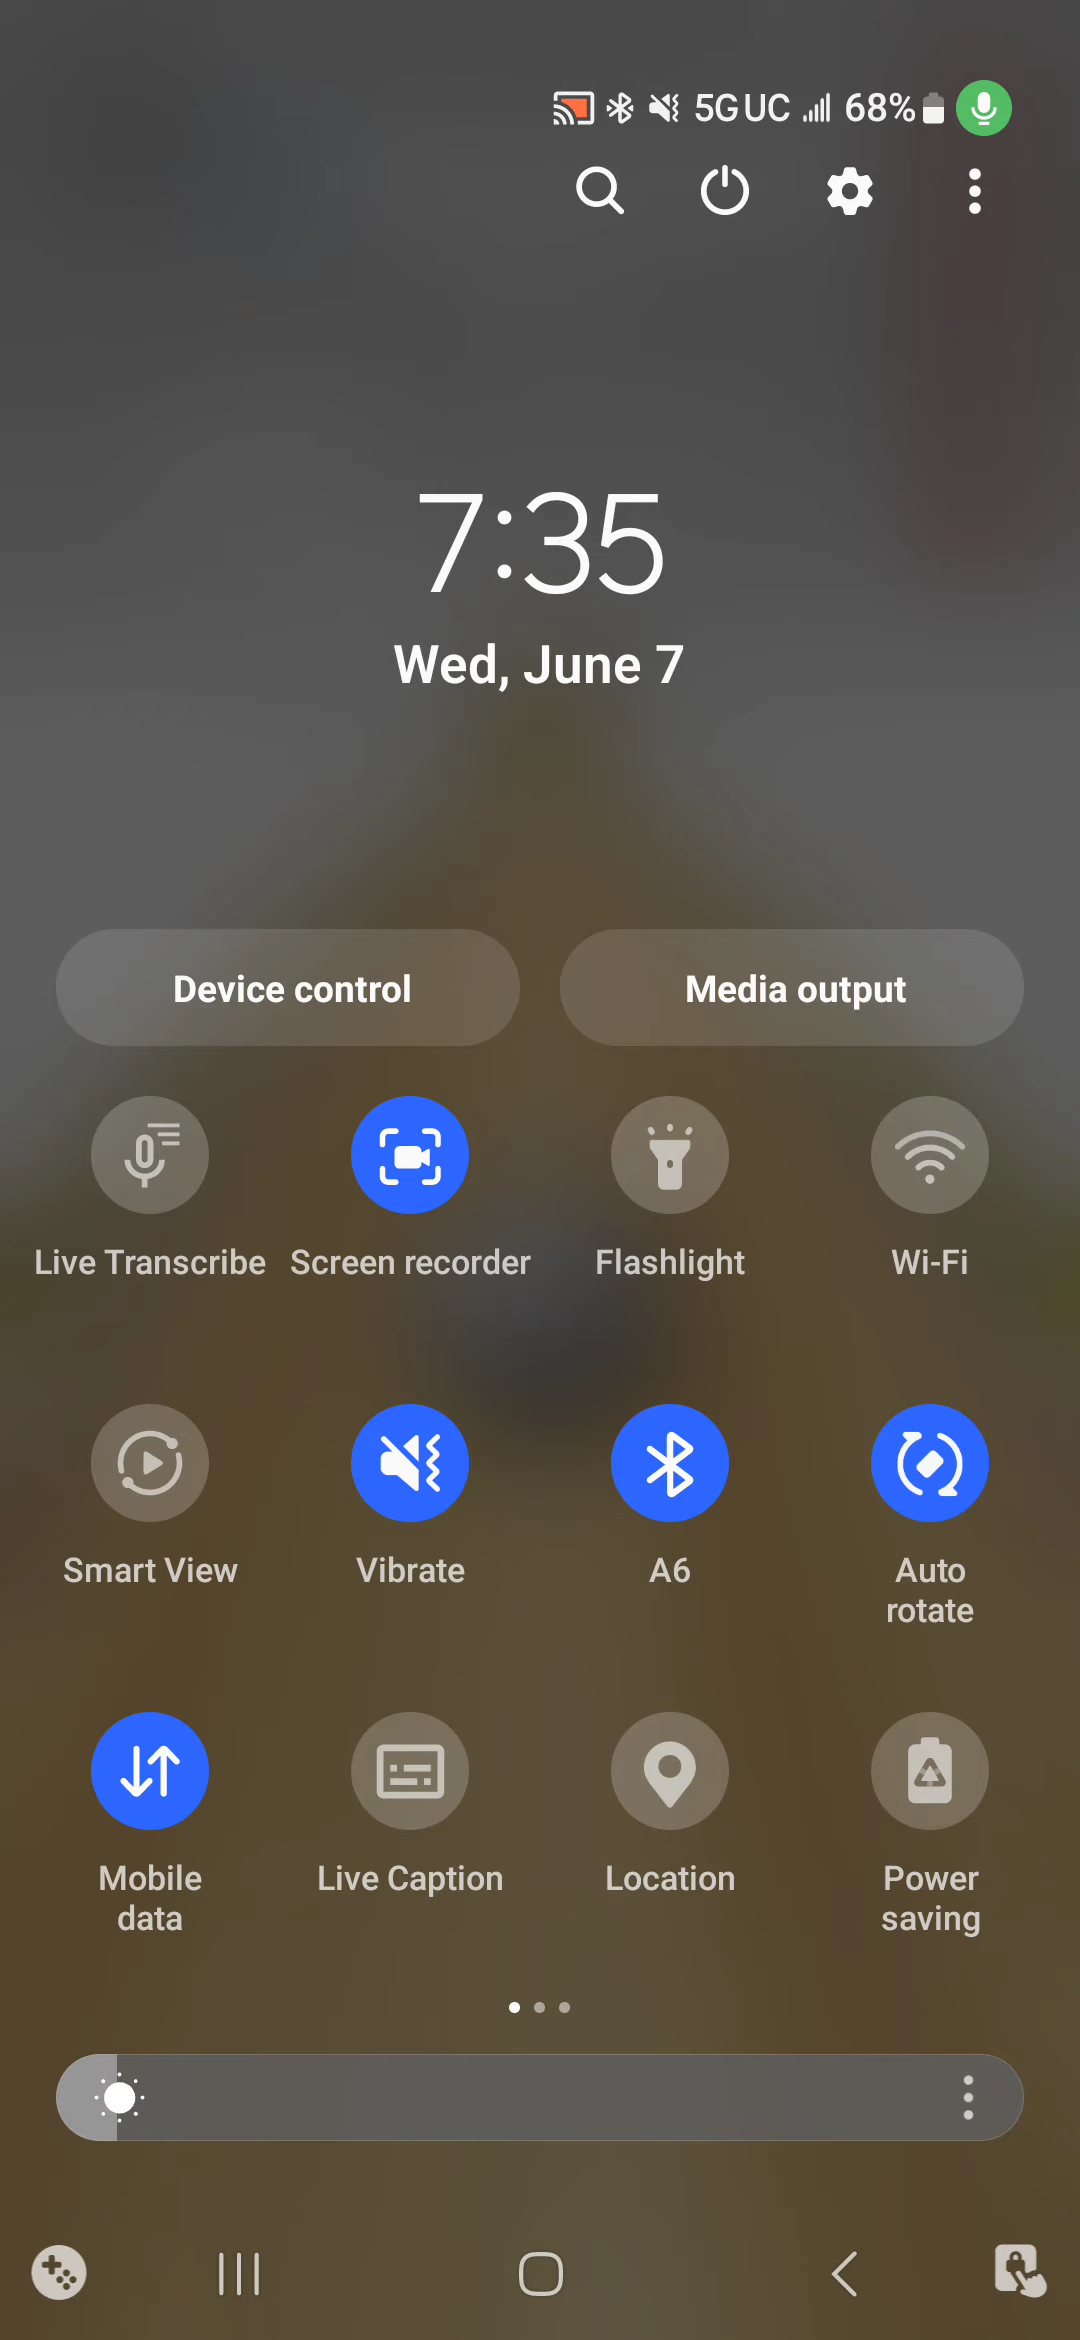 5G UC 68%
7:35
Wed, June 7
Device control
Media output
Live Transcribe
Screen recorder
Flashlight
Wi-Fi
Smart View
Vibrate
A6
Auto
rotate
Mobile
data
Live Caption
Location
Power
saving